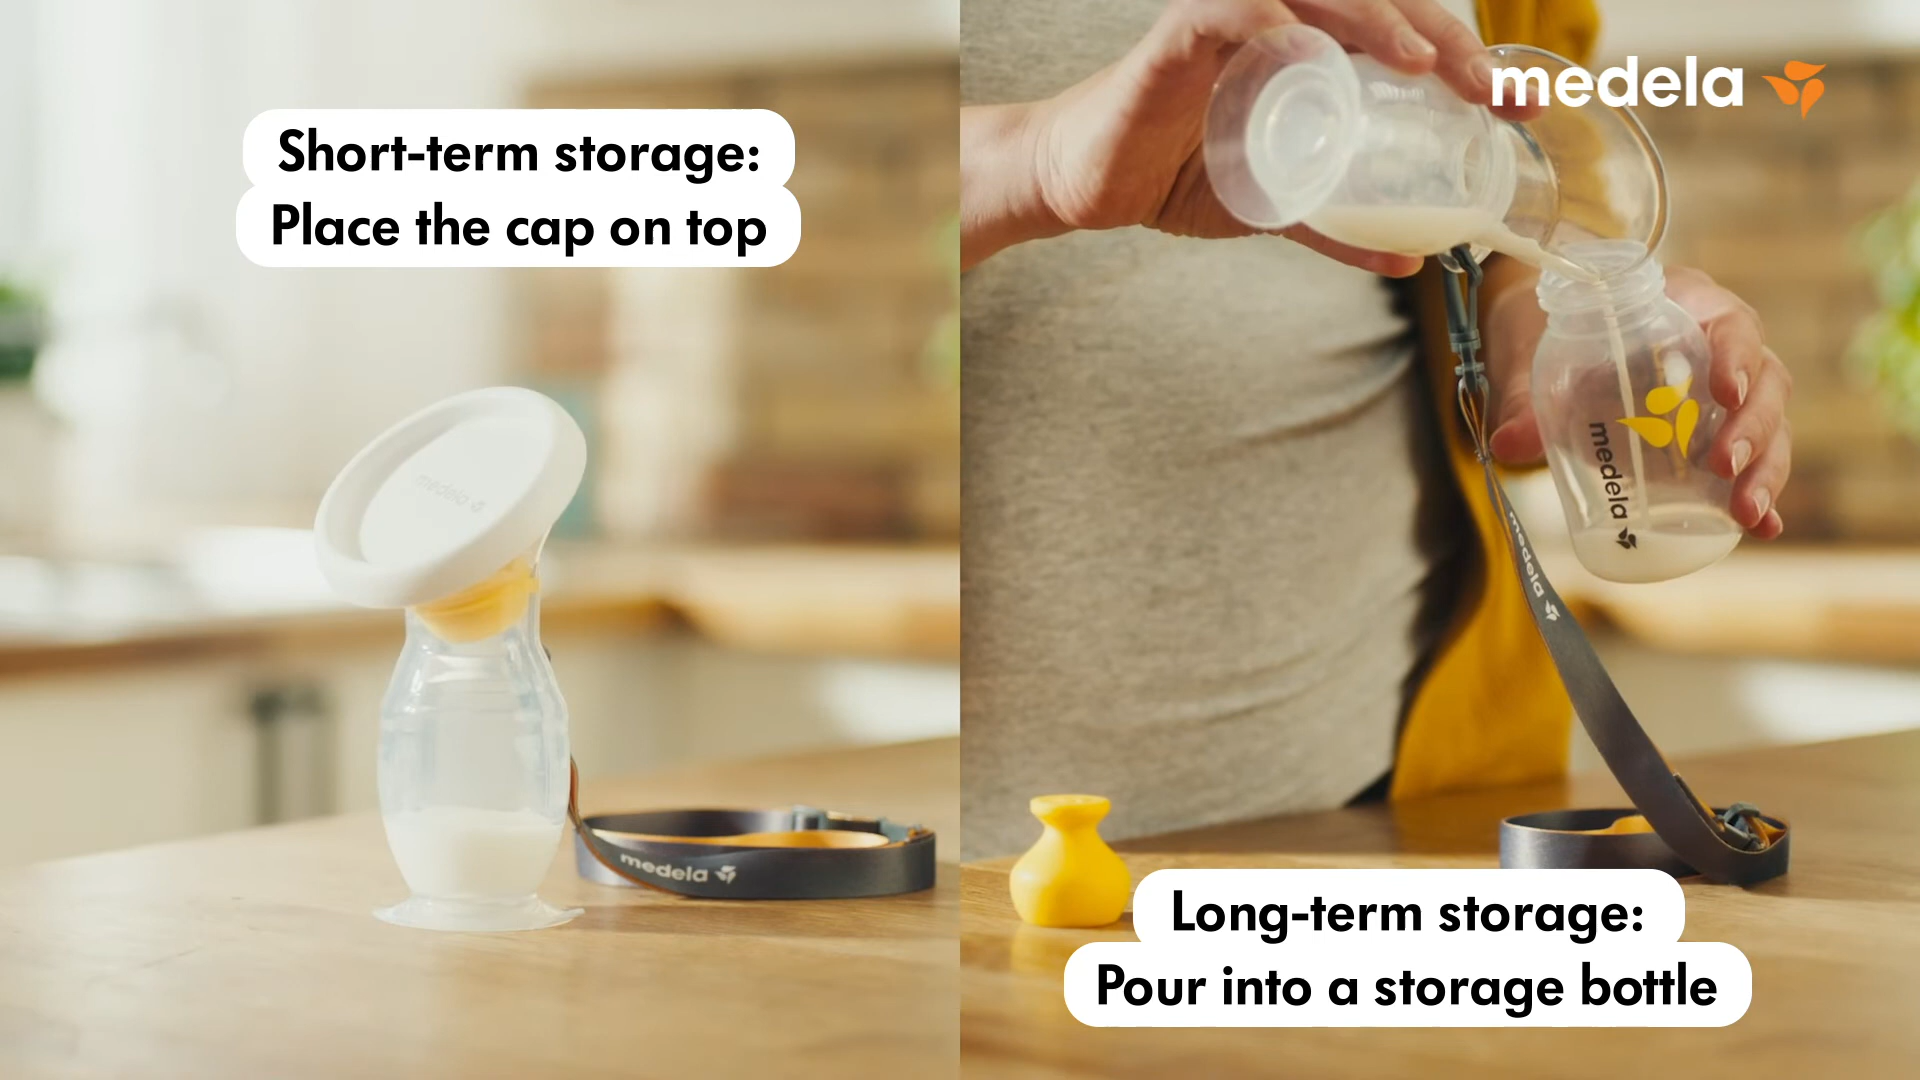 Short-term storage:
Place the cap on top
medela
medela
medela
medela
medela
Long-term storage:
Pour into a storage bottle